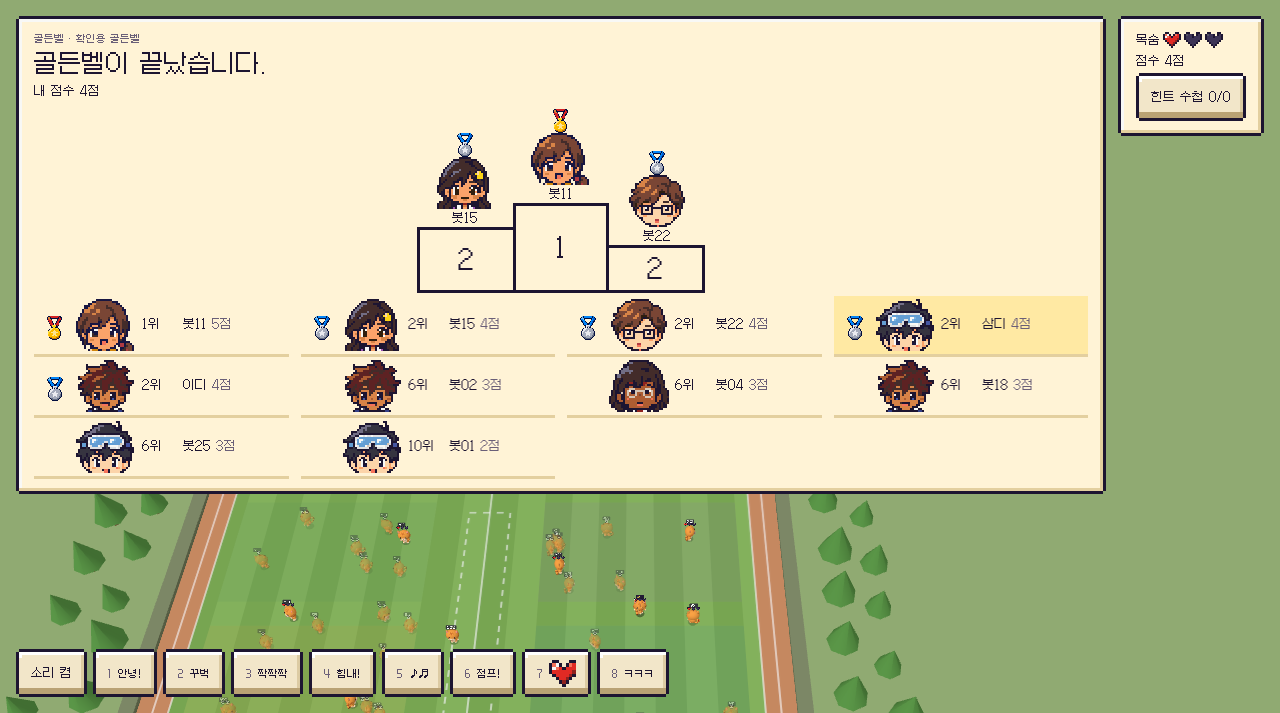 골든벨 · 확인용 골든벨
골든벨이 끝났습니다.
내 점수 4점
목숨
점수 4점
힌트 수첩 0/0
봇11
봇15
봇22
1
2
2
1위 봇11 5점
2위 봇15 4점
2위 봇22 4점
2위 삼디 4점
2위 이디 4점
6위 봇02 3점
6위 봇04 3점
6위 봇18 3점
6위 봇25 3점
10위 봇01 2점
소리 켬
1 안녕!
2 꾸벅
3 짝짝짝
4 힘내!
5 ♪♬
6 점프!
7
8 ㅋㅋㅋ